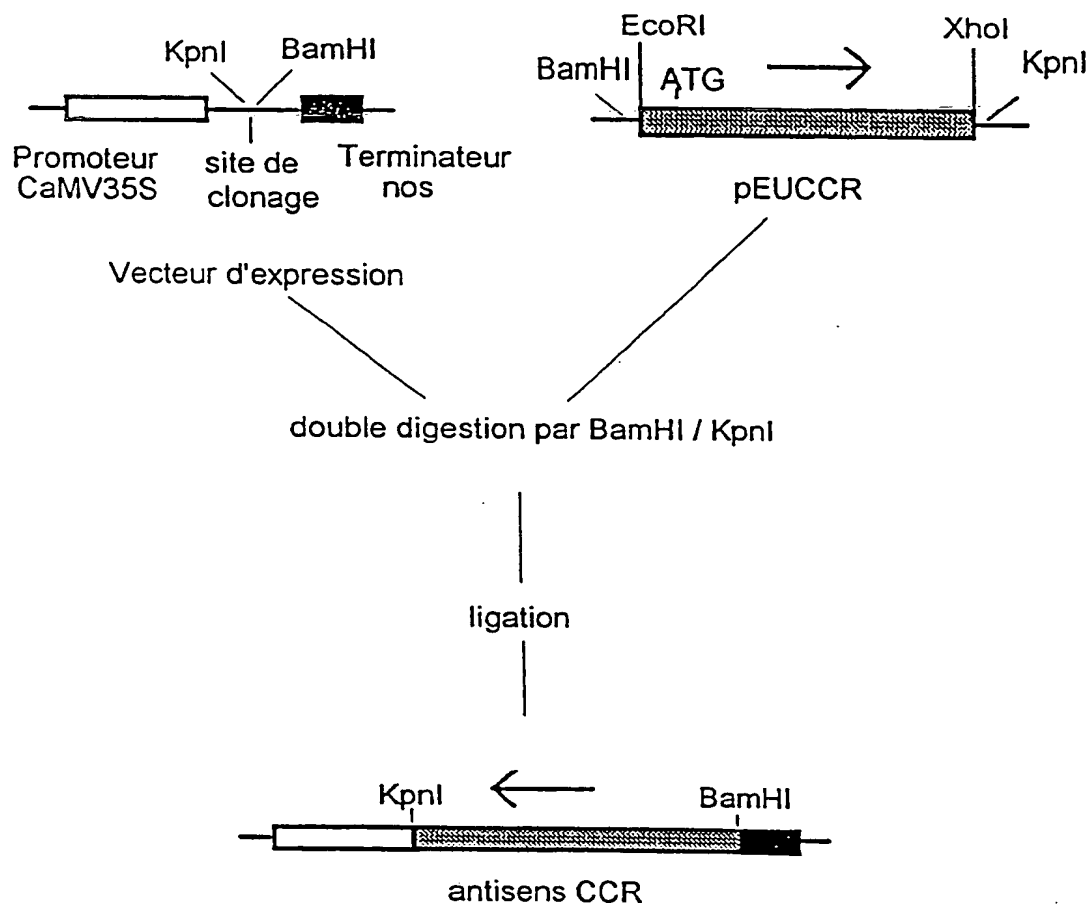 KpnI
BamHI
Promoteur
CaMV35S
site de
clonage
Terminateur
nos
Vecteur d'expression
EcoRI
XhoI
BamHI
ATG
KpnI
pEUCCR
double digestion par BamHI / KpnI
ligation
KpnI
BamHI
antisens CCR